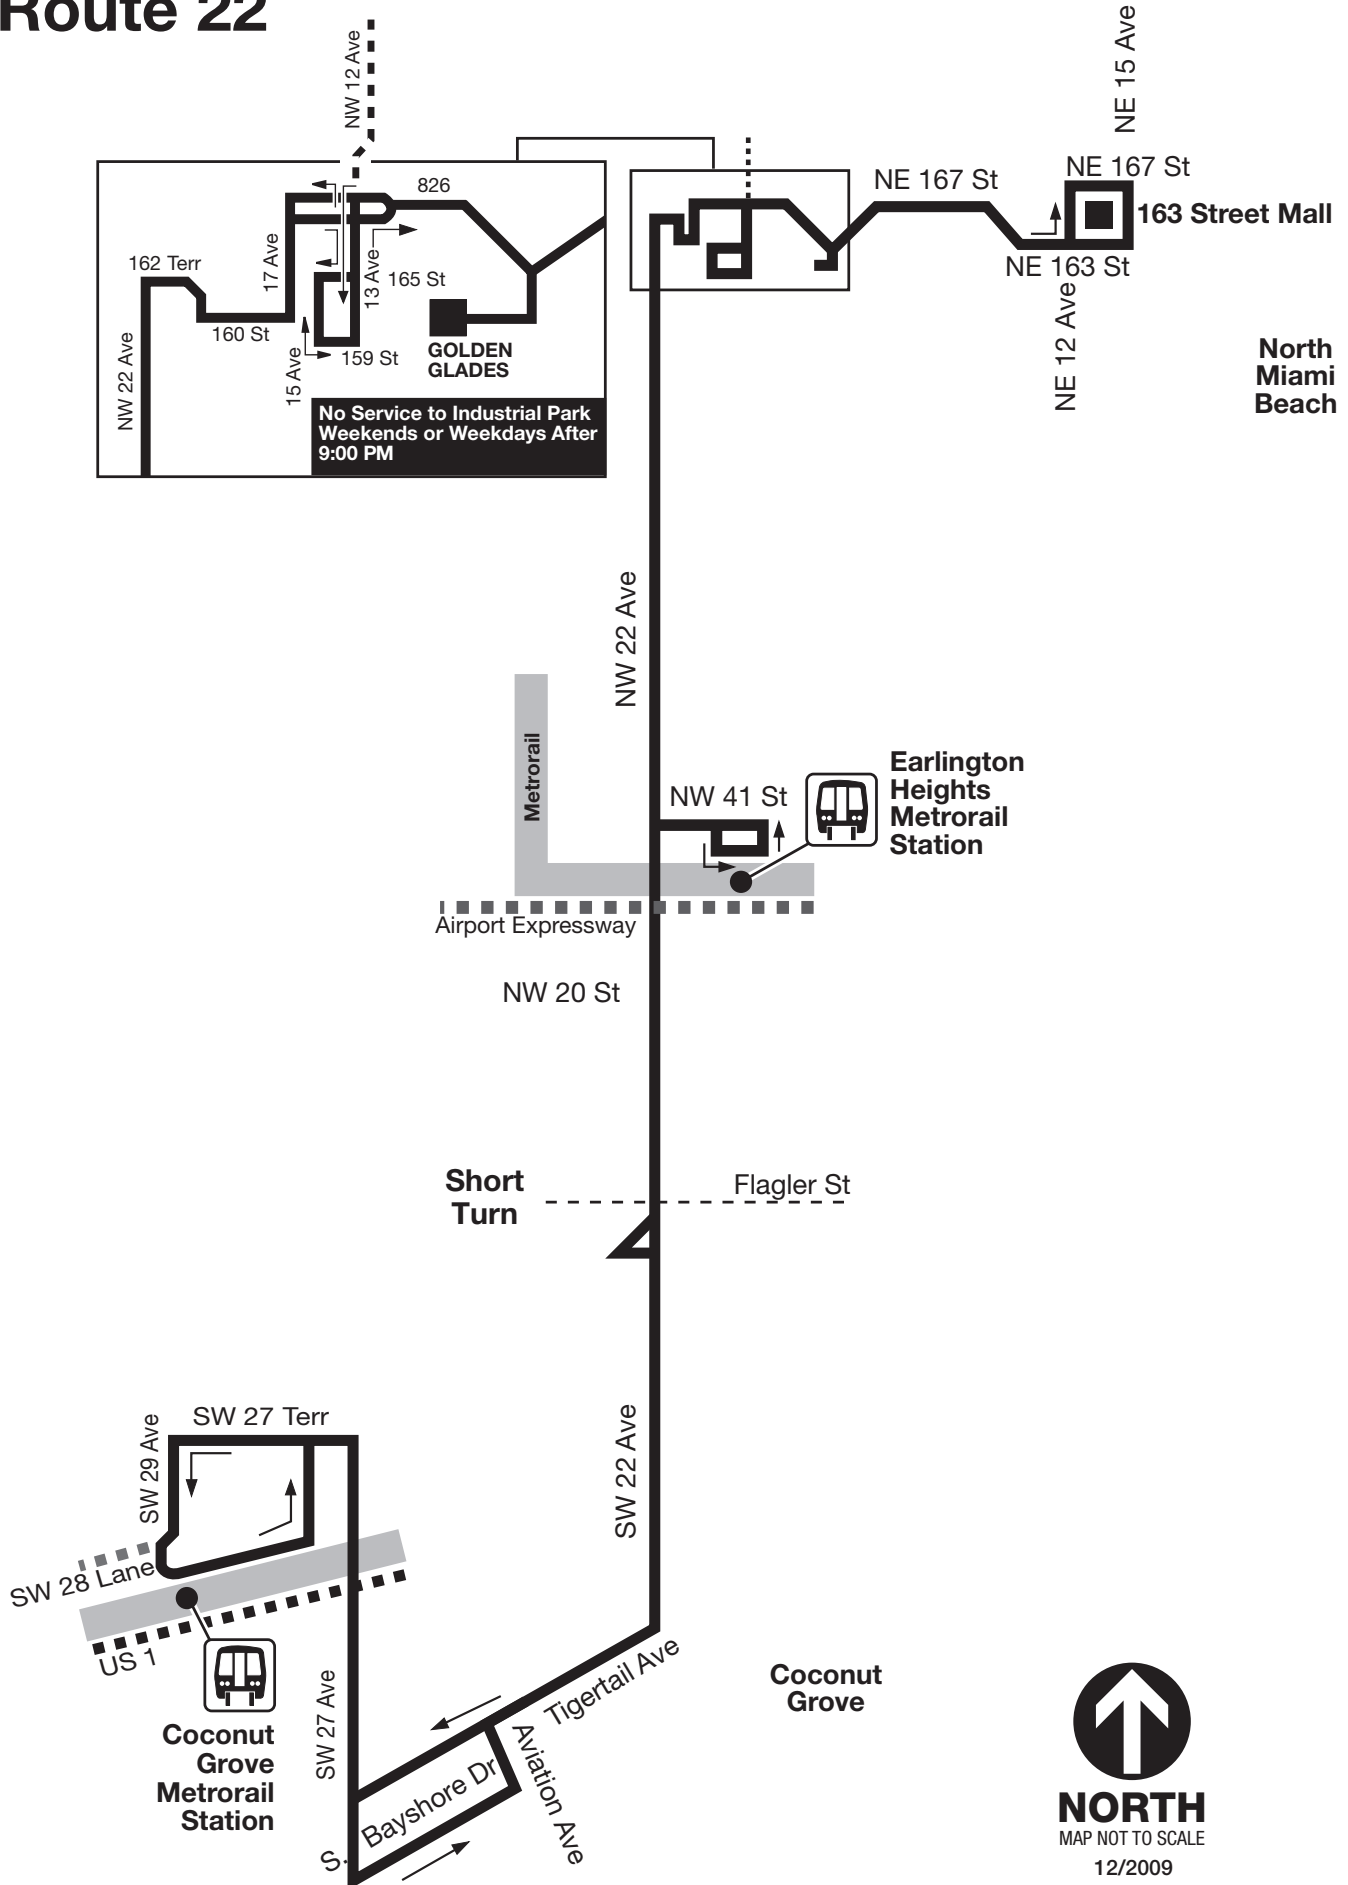 Route 22
NW 12 Ave
NE 15 Ave
NE 167 St
NE 167 St
163 Street Mall
NE 163 St
NE 12 Ave
North
Miami
Beach
826
17 Ave
162 Terr
13 Ave
165 St
160 St
NW 22 Ave
15 Ave
159 St
GOLDEN
GLADES
No Service to Industrial Park
Weekends or Weekdays After
9:00 PM
NW 22 Ave
Metrorail
NW 41 St
Earlington
Heights
Metrorail
Station
Airport Expressway
NW 20 St
Short
Turn
Flagler St
SW 27 Terr
SW 29 Ave
SW 22 Ave
SW 28 Lane
US 1
Coconut
Grove
Metrorail
Station
SW 27 Ave
Tigertail Ave
Aviation Ave
S. Bayshore Dr
Coconut
Grove
NORTH
MAP NOT TO SCALE
12/2009